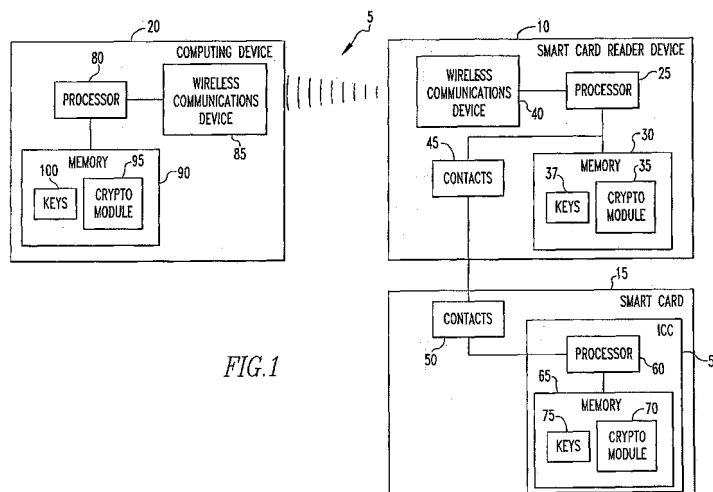 20
COMPUTING DEVICE
80
PROCESSOR
WIRELESS
COMMUNICATIONS
DEVICE
85
MEMORY
90
100
KEYS
95
CRYPTO
MODULE
5
10
SMART CARD READER DEVICE
WIRELESS
COMMUNICATIONS
DEVICE
40
25
PROCESSOR
45
CONTACTS
30
MEMORY
37
KEYS
35
CRYPTO
MODULE
15
SMART CARD
CONTACTS
50
ICC
PROCESSOR
60
65
MEMORY
75
KEYS
70
CRYPTO
MODULE
FIG.1